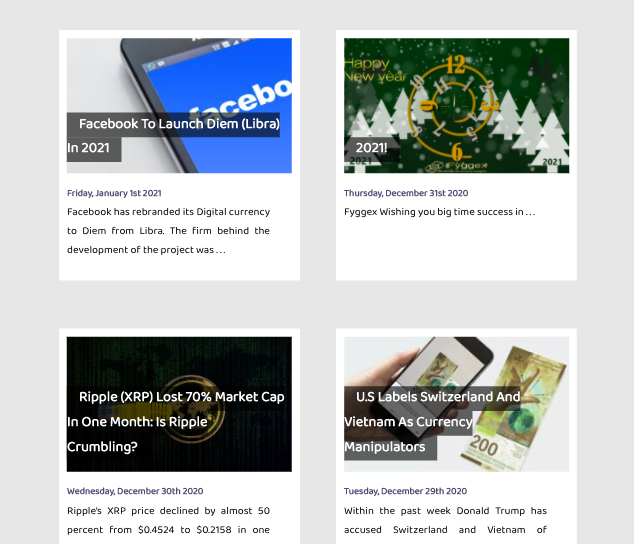 facebo
Facebook To Launch Diem (Libra)
In 2021
Friday, January 1st 2021
Facebook has rebranded its Digital currency
to Diem from Libra. The firm behind the
development of the project was ...
Happy
New year
12
9
6
2021
2021
fyggex
2021!
Thursday, December 31st 2020
Fyggex Wishing you big time success in ...
Ripple (XRP) Lost 70% Market Cap
In One Month: Is Ripple
Crumbling?
Wednesday, December 30th 2020
Ripple's XRP price declined by almost 50
percent from $0.4524 to $0.2158 in one
U.S Labels Switzerland And
Vietnam As Currency
Manipulators
200
Tuesday, December 29th 2020
Within the past week Donald Trump has
accused Switzerland and Vietnam of